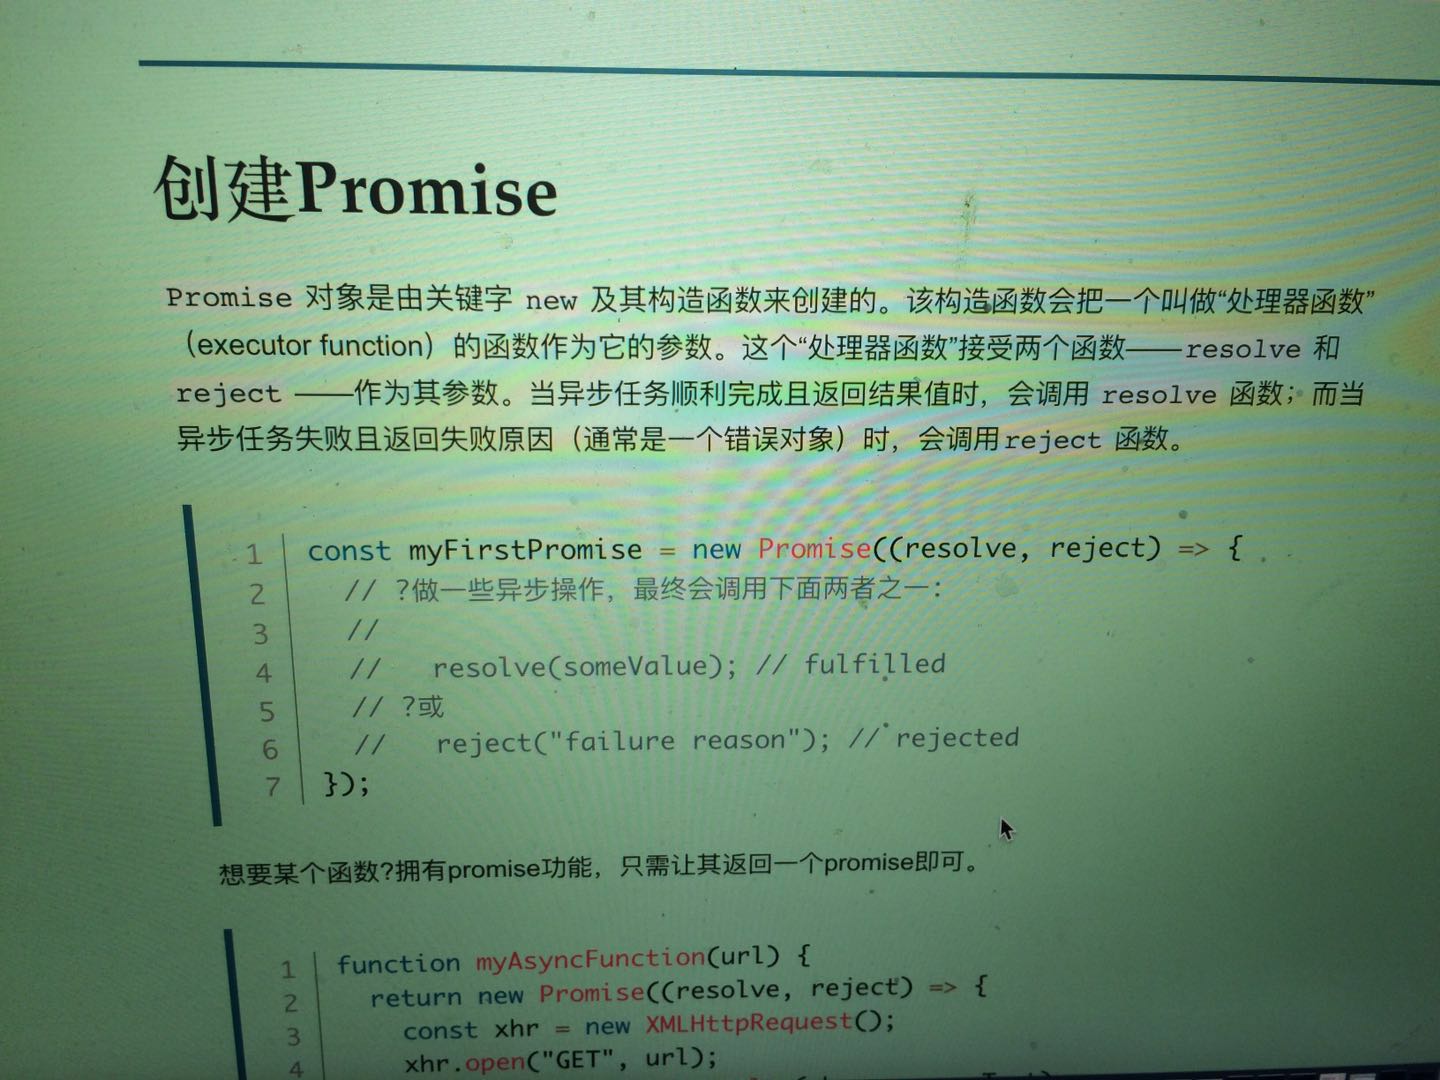 创建Promise
Promise 对象是由关键字 new 及其构造函数来创建的。该构造函数会把一个叫做“处理器函数”
（executor function）的函数作为它的参数。这个“处理器函数”接受两个函数——resolve 和
reject ——作为其参数。当异步任务顺利完成且返回结果值时，会调用 resolve 函数；而当
异步任务失败且返回失败原因（通常是一个错误对象）时，会调用reject 函数。
1 const myFirstPromise = new Promise((resolve, reject) => {
2 // ?做一些异步操作，最终会调用下面两者之一：
3 //
4 // resolve(someValue); // fulfilled
5 // ?或
6 // reject("failure reason"); // rejected
7 });
想要某个函数?拥有promise功能，只需让其返回一个promise即可。
1 function myAsyncFunction(url) {
2 return new Promise((resolve, reject) => {
3 const xhr = new XMLHttpRequest();
4 xhr.open("GET", url);